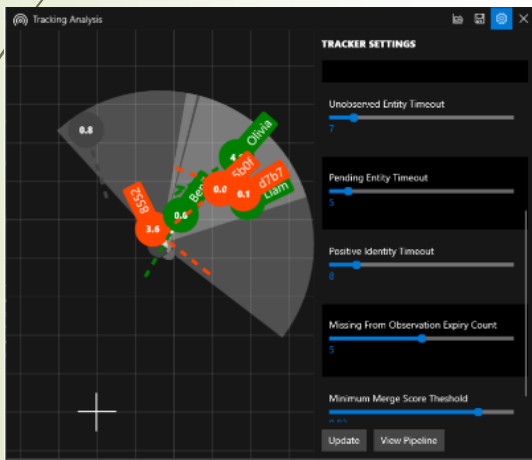 Tracking Analysis
TRACKER SETTINGS
Unobserved Entity Timeout
7
Pending Entity Timeout
5
Positive Identity Timeout
0
Missing From Observation Expiry Count
5
Minimum Merge Score Theshold
Update
View Pipeline
0.8
Olivia
5b0f
d7b7
Liam
8552
0.0
0.1
0.6
3.6